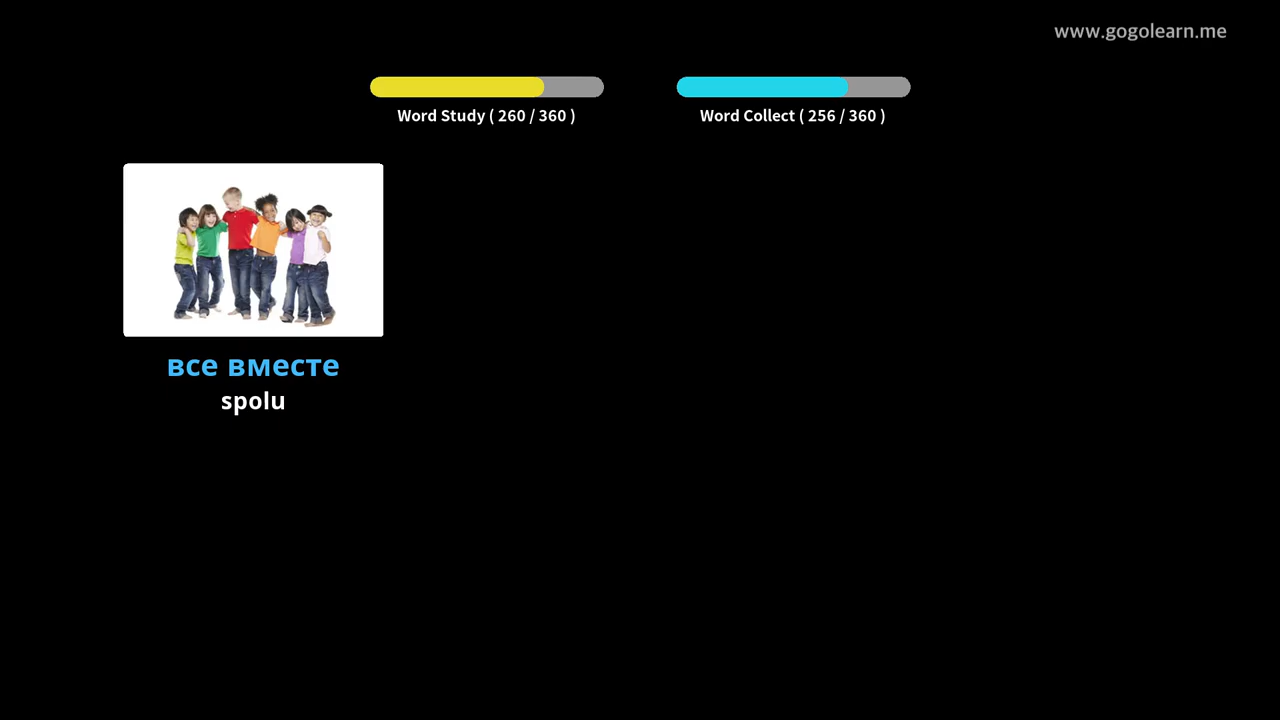 www.gogolearn.me
Word Study ( 260 / 360 )
Word Collect ( 256 / 360 )
все вместе
spolu